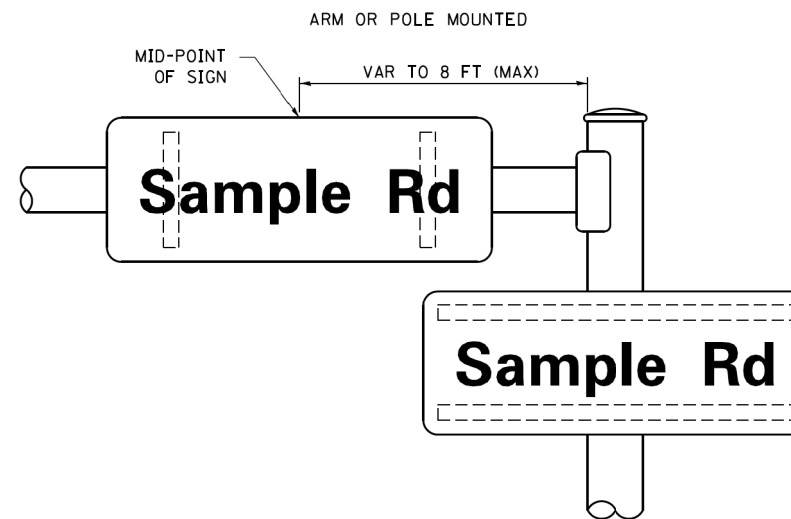 ARM OR POLE MOUNTED
MID-POINT
OF SIGN
VAR TO 8 FT (MAX)
Sample Rd
Sample Rd